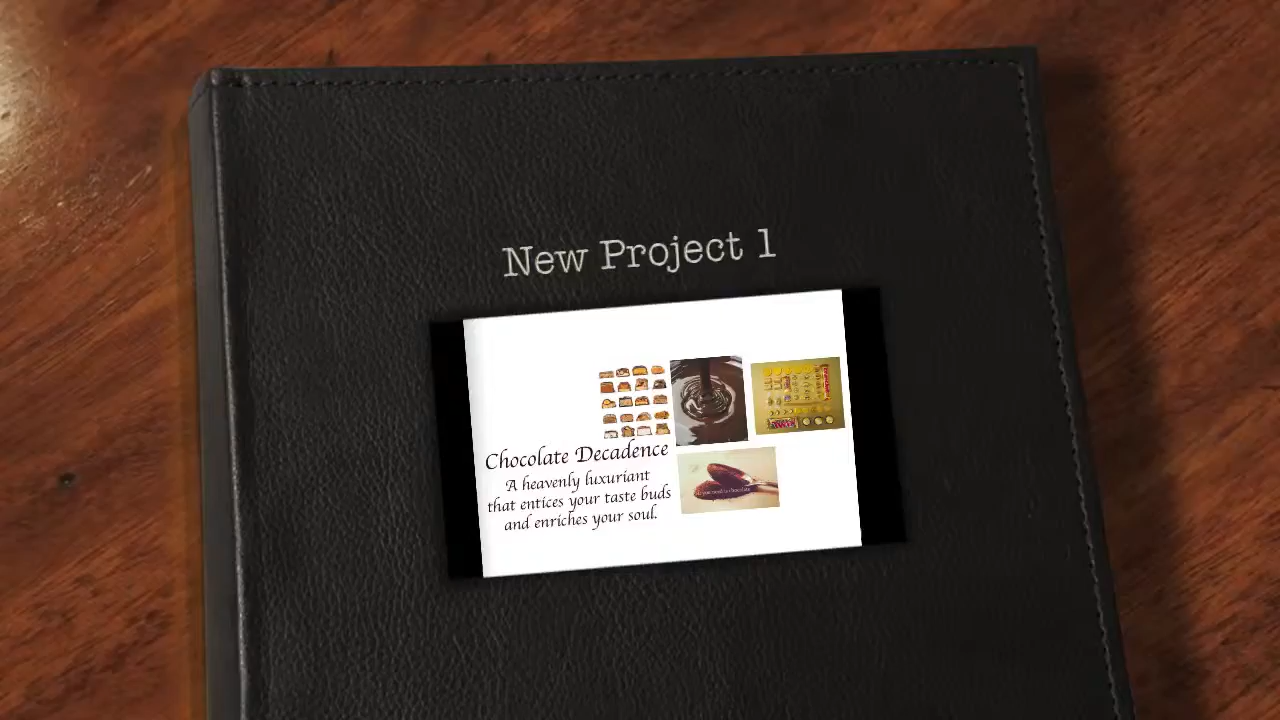 New Project 1
Chocolate Decadence
A heavenly luxuriant
that entices your taste buds
and enriches your soul.